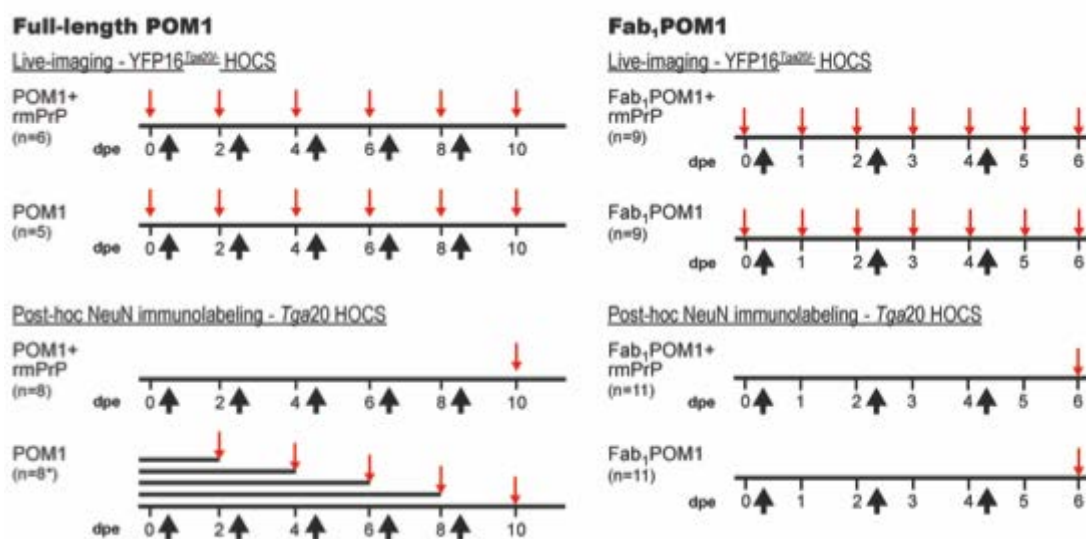 Full-length POM1
Live-imaging - YFP16Tga20/- HOCS
POM1+
rmPrP
(n=6)
dpe 0 2 4 6 8 10
POM1
(n=5)
dpe 0 2 4 6 8 10
Post-hoc NeuN immunolabeling - Tga20 HOCS
POM1+
rmPrP
(n=8)
dpe 0 2 4 6 8 10
POM1
(n=8*)
dpe 0 2 4 6 8 10
Fab₁POM1
Live-imaging - YFP16Tga20/- HOCS
Fab₁POM1+
rmPrP
(n=9)
dpe 0 1 2 3 4 5 6
Fab₁POM1
(n=9)
dpe 0 1 2 3 4 5 6
Post-hoc NeuN immunolabeling - Tga20 HOCS
Fab₁POM1+
rmPrP
(n=11)
dpe 0 1 2 3 4 5 6
Fab₁POM1
(n=11)
dpe 0 1 2 3 4 5 6